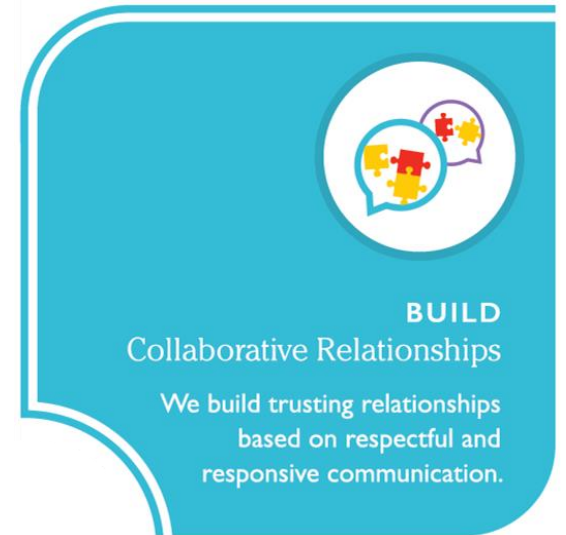 BUILD
Collaborative Relationships
We build trusting relationships
based on respectful and
responsive communication.